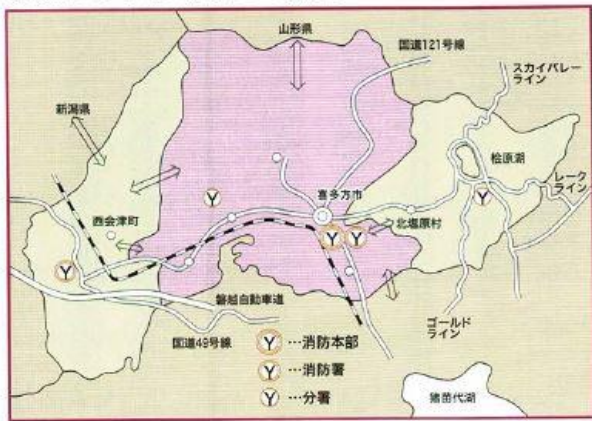 山形県
国道121号線
スカイバレー
ライン
新潟県
桧原湖
レーク
ライン
喜多方市
西会津町
北塩原村
磐越自動車道
ゴールド
ライン
国道49号線
Y …消防本部
Y …消防署
Y …分署
猪苗代湖